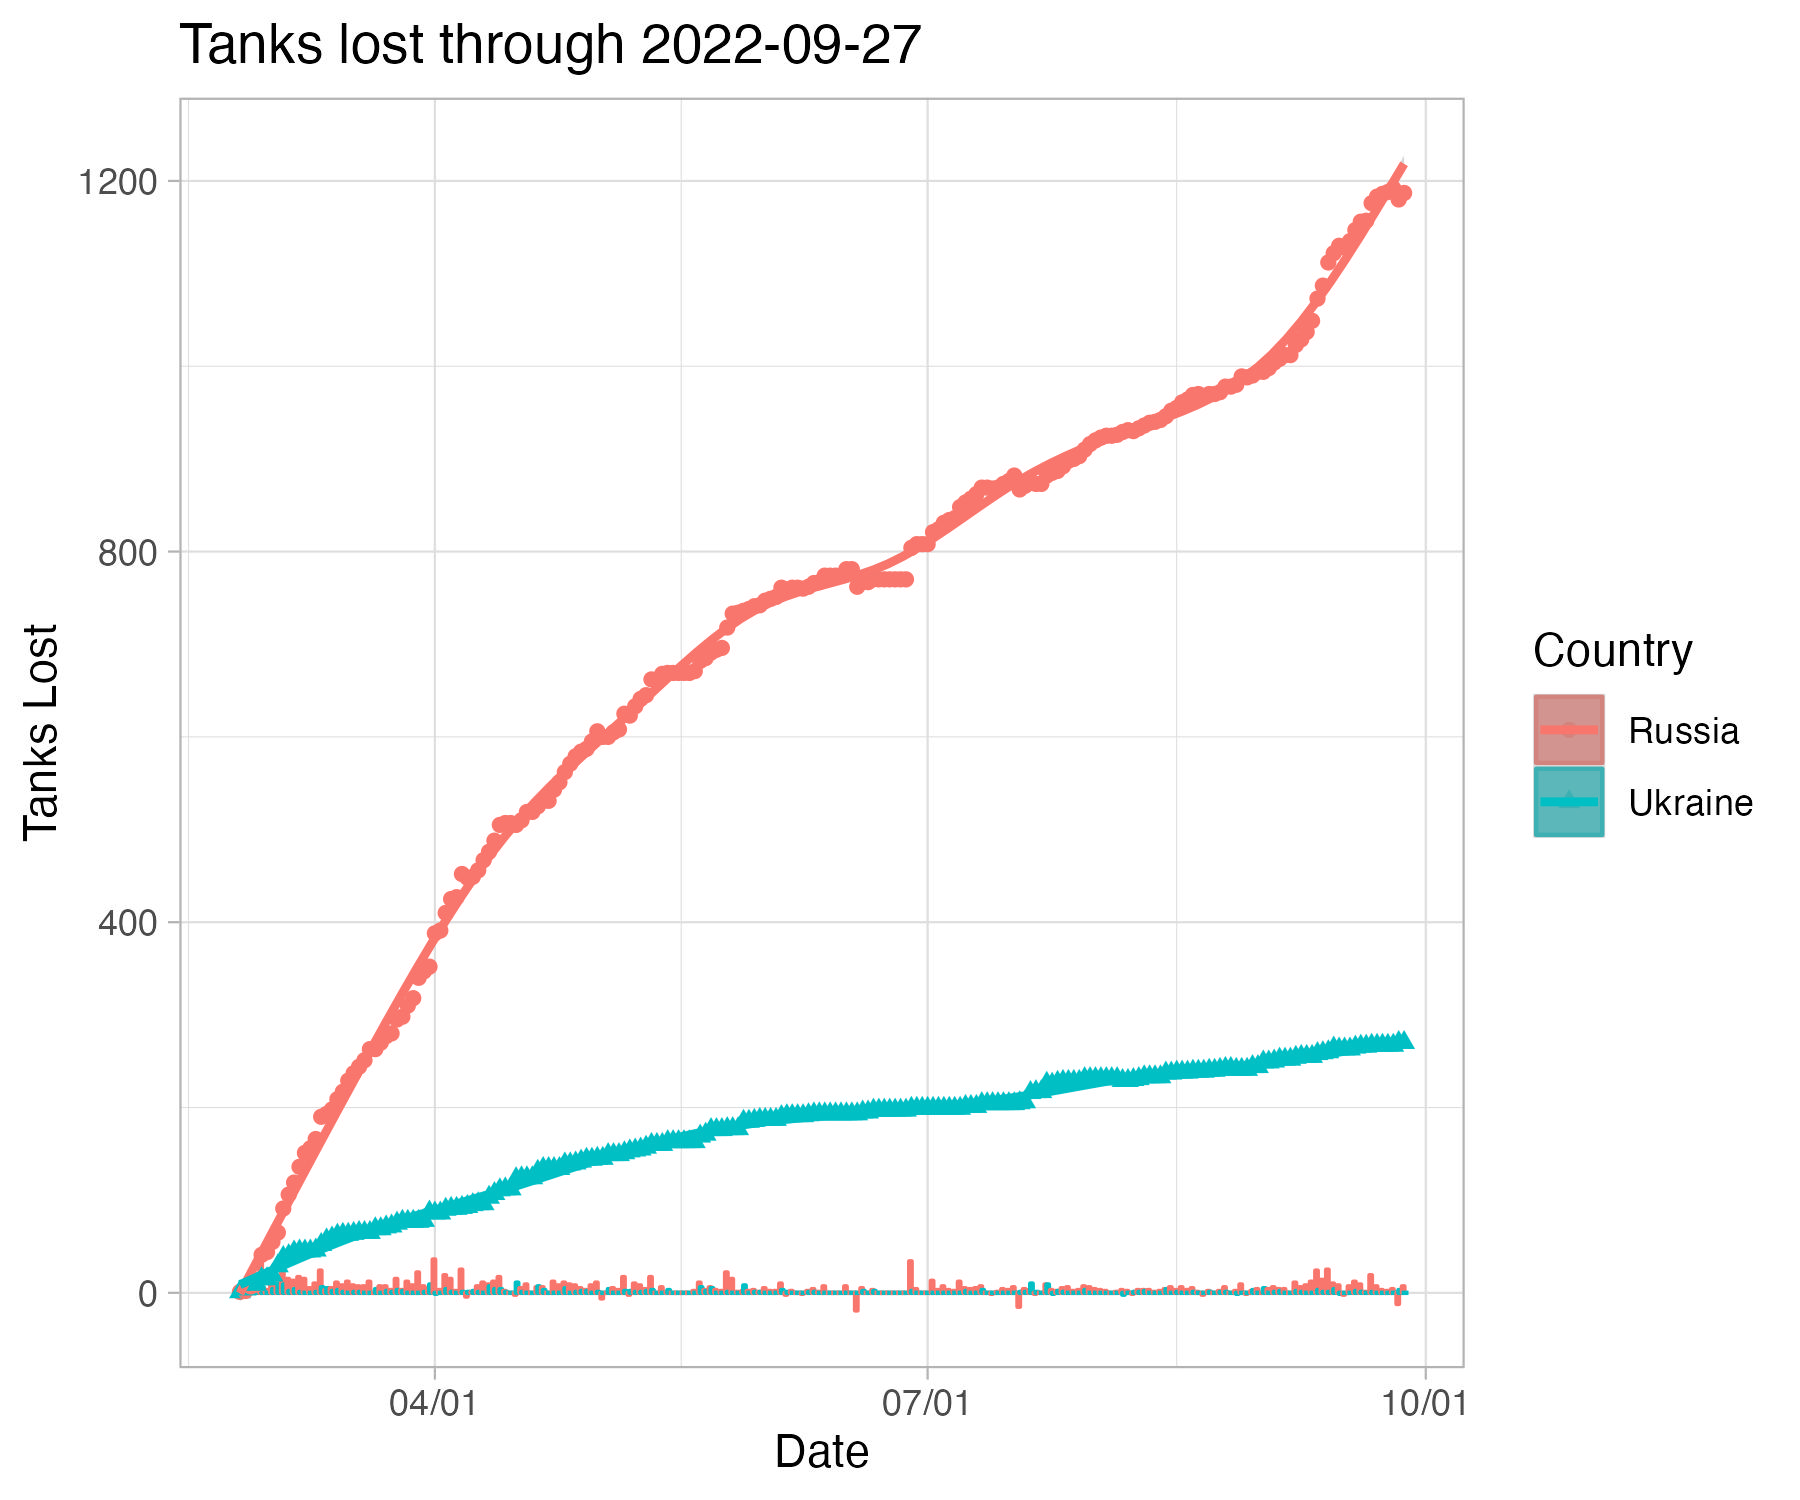 Tanks lost through 2022-09-27
1200
800
400
0
Tanks Lost
04/01
07/01
10/01
Date
Country
Russia
Ukraine